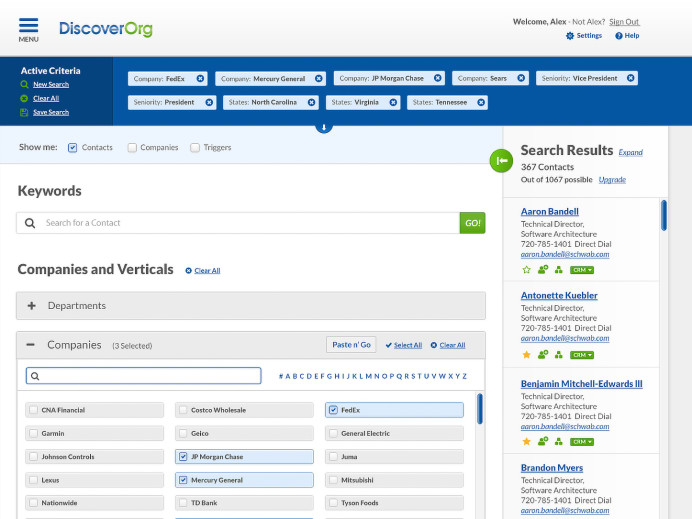 MENU
DiscoverOrg
Welcome, Alex - Not Alex? Sign Out
Settings Help
Active Criteria
New Search
Clear All
Save Search
Company: FedEx
Company: Mercury General
Company: JP Morgan Chase
Company: Sears
Seniority: Vice President
Seniority: President
States: North Carolina
States: Virginia
States: Tennessee
Show me: Contacts Companies Triggers
Keywords
Search for a Contact GO!
Companies and Verticals Clear All
+ Departments
– Companies (3 Selected) Paste n' Go Select All Clear All
# A B C D E F G H I J K L M N O P Q R S T U V W X Y Z
CNA Financial Costco Wholesale FedEx
Garmin Geico General Electric
Johnson Controls JP Morgan Chase Juma
Lexus Mercury General Mitsubishi
Nationwide TD Bank Tyson Foods
Search Results Expand
367 Contacts
Out of 1067 possible Upgrade
Aaron Bandell
Technical Director,
Software Architecture
720-785-1401 Direct Dial
aaron.bandell@schwab.com
CRM
Antonette Kuebler
Technical Director,
Software Architecture
720-785-1401 Direct Dial
aaron.bandell@schwab.com
CRM
Benjamin Mitchell-Edwards III
Technical Director,
Software Architecture
720-785-1401 Direct Dial
aaron.bandell@schwab.com
CRM
Brandon Myers
Technical Director,
Software Architecture
720-785-1401 Direct Dial
aaron.bandell@schwab.com